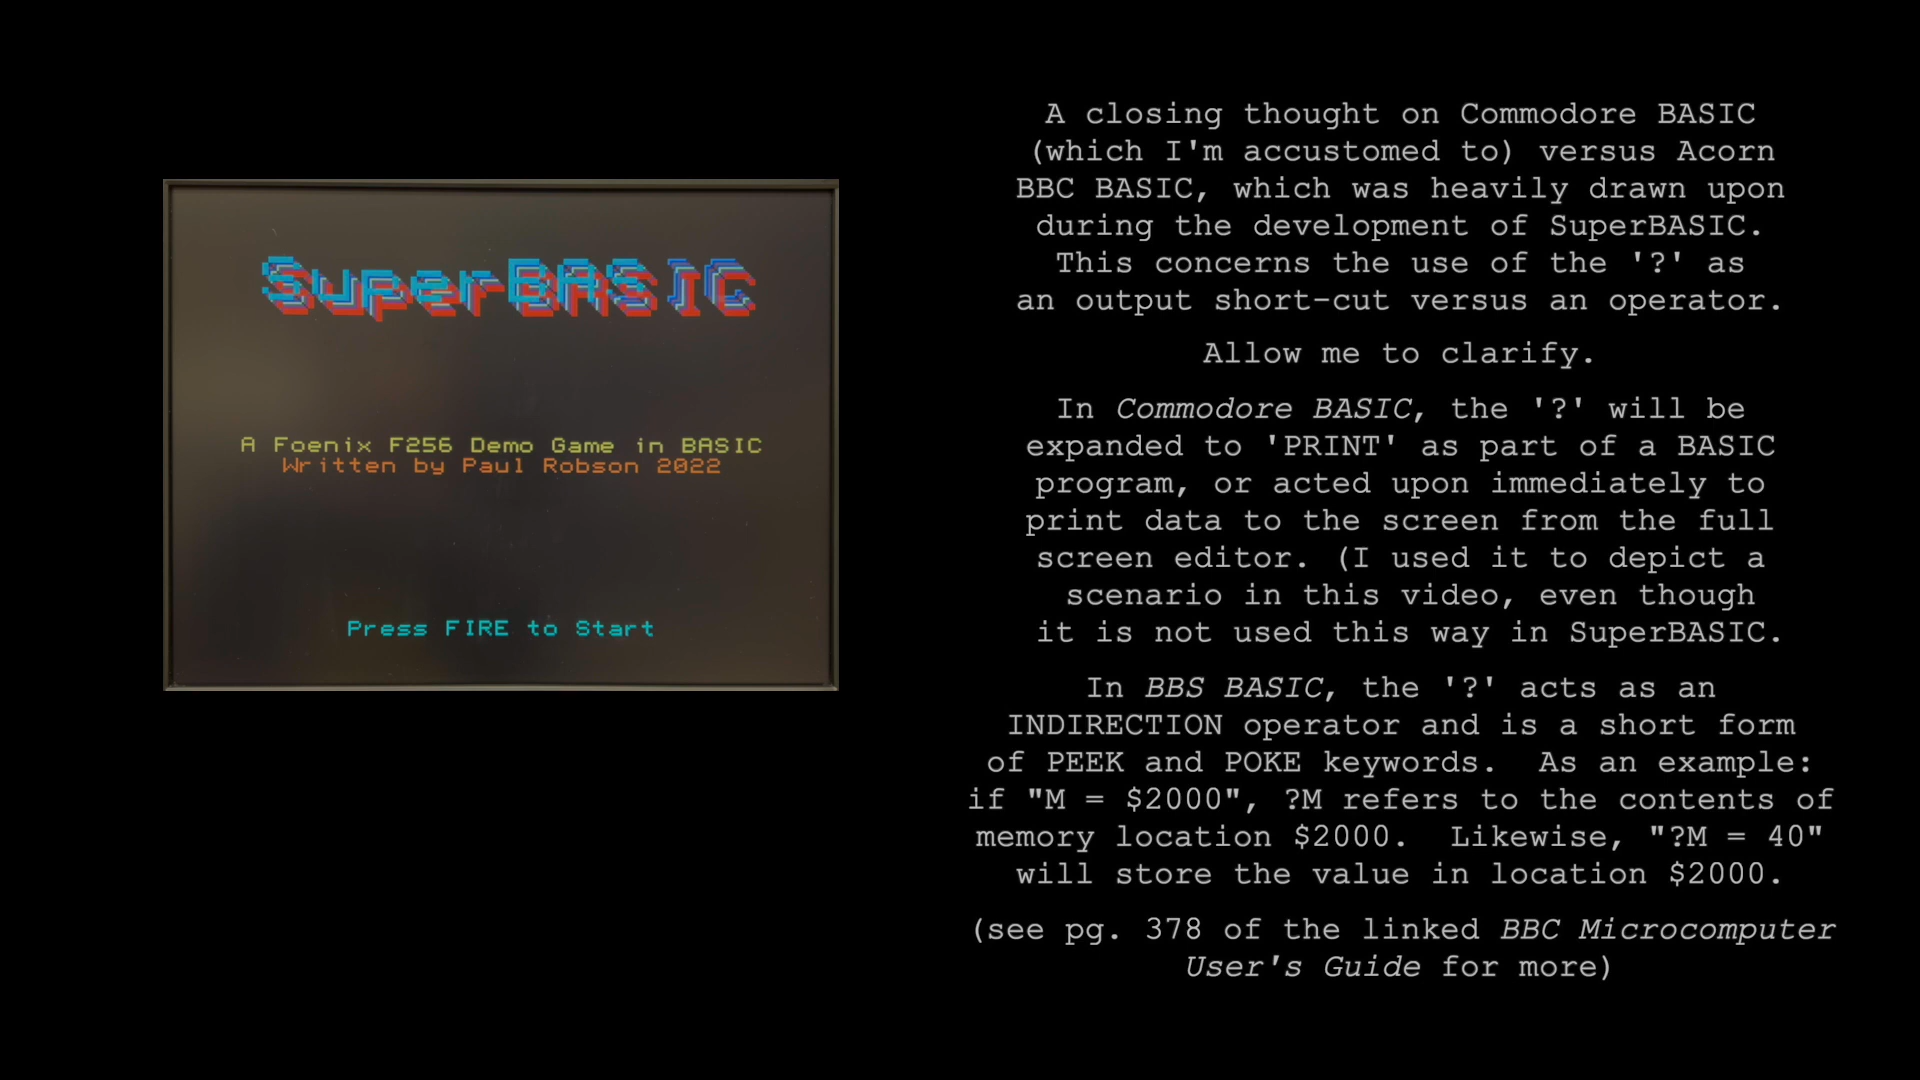 SuperBASIC
A Foenix F256 Demo Game in BASIC
Written by Paul Robson 2022
Press FIRE to Start
A closing thought on Commodore BASIC
(which I'm accustomed to) versus Acorn
BBC BASIC, which was heavily drawn upon
during the development of SuperBASIC.
This concerns the use of the '?' as
an output short-cut versus an operator.
Allow me to clarify.
In Commodore BASIC, the '?' will be
expanded to 'PRINT' as part of a BASIC
program, or acted upon immediately to
print data to the screen from the full
screen editor. (I used it to depict a
scenario in this video, even though
it is not used this way in SuperBASIC.
In BBS BASIC, the '?' acts as an
INDIRECTION operator and is a short form
of PEEK and POKE keywords.  As an example:
if "M = $2000", ?M refers to the contents of
memory location $2000.  Likewise, "?M = 40"
will store the value in location $2000.
(see pg. 378 of the linked BBC Microcomputer
User's Guide for more)